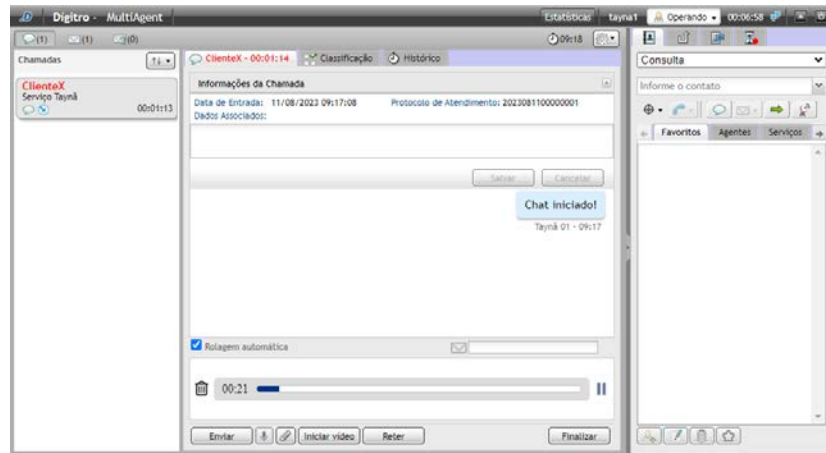 Digitro - MultiAgent
Estatísticas
tayna1
Operando
00:06:58
(1)
(1)
(0)
09:18
Chamadas
ClienteX
Serviço Taynã
00:01:13
ClienteX - 00:01:14
Classificação
Histórico
Informações da Chamada
Data de Entrada: 11/08/2023 09:17:08
Protocolo de Atendimento: 2023081100000001
Dados Associados:
Salvar
Cancelar
Chat iniciado!
Taynã 01 - 09:17
Rolagem automática
00:21
Enviar
Iniciar vídeo
Reter
Finalizar
Consulta
Informe o contato
Favoritos
Agentes
Serviços